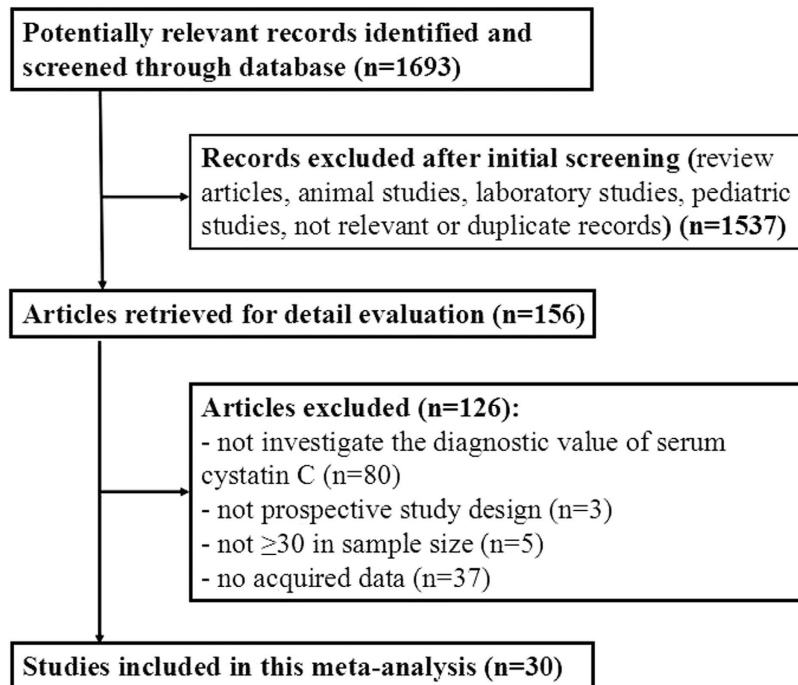 Potentially relevant records identified and
screened through database (n=1693)
Records excluded after initial screening (review
articles, animal studies, laboratory studies, pediatric
studies, not relevant or duplicate records) (n=1537)
Articles retrieved for detail evaluation (n=156)
Articles excluded (n=126):
- not investigate the diagnostic value of serum
cystatin C (n=80)
- not prospective study design (n=3)
- not ≥30 in sample size (n=5)
- no acquired data (n=37)
Studies included in this meta-analysis (n=30)